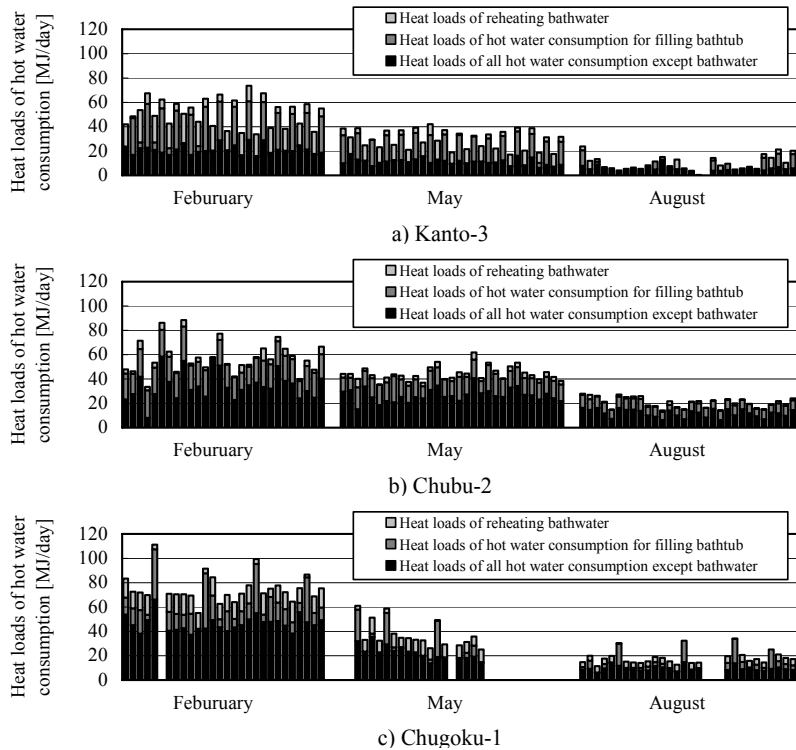 Heat loads of hot water
consumption [MJ/day]
120
100
80
60
40
20
0
Heat loads of reheating bathwater
Heat loads of hot water consumption for filling bathtub
Heat loads of all hot water consumption except bathwater
Feburuary May August
a) Kanto-3
Heat loads of hot water
consumption [MJ/day]
120
100
80
60
40
20
0
Heat loads of reheating bathwater
Heat loads of hot water consumption for filling bathtub
Heat loads of all hot water consumption except bathwater
Feburuary May August
b) Chubu-2
Heat loads of hot water
consumption [MJ/day]
120
100
80
60
40
20
0
Heat loads of reheating bathwater
Heat loads of hot water consumption for filling bathtub
Heat loads of all hot water consumption except bathwater
Feburuary May August
c) Chugoku-1